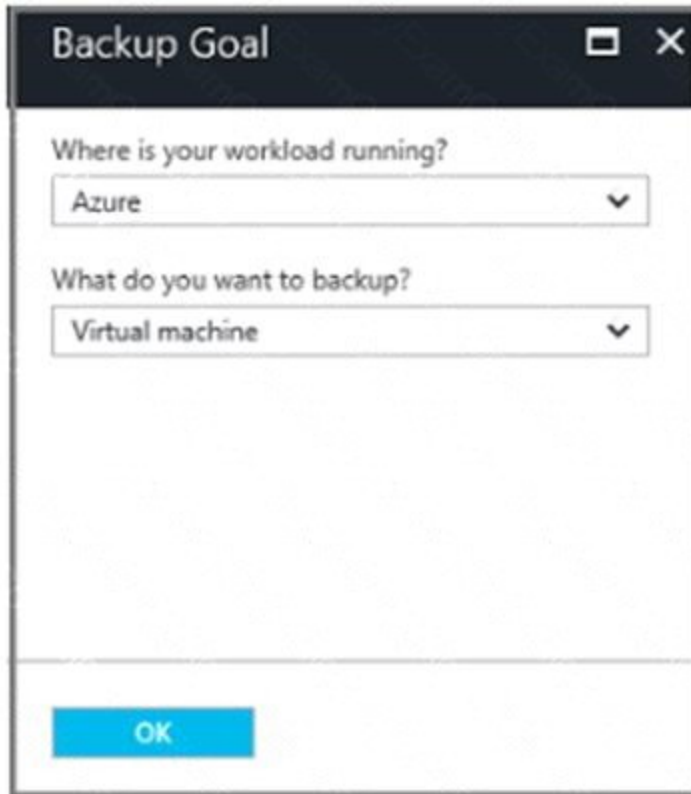 Backup Goal
Where is your workload running?
Azure
What do you want to backup?
Virtual machine
OK